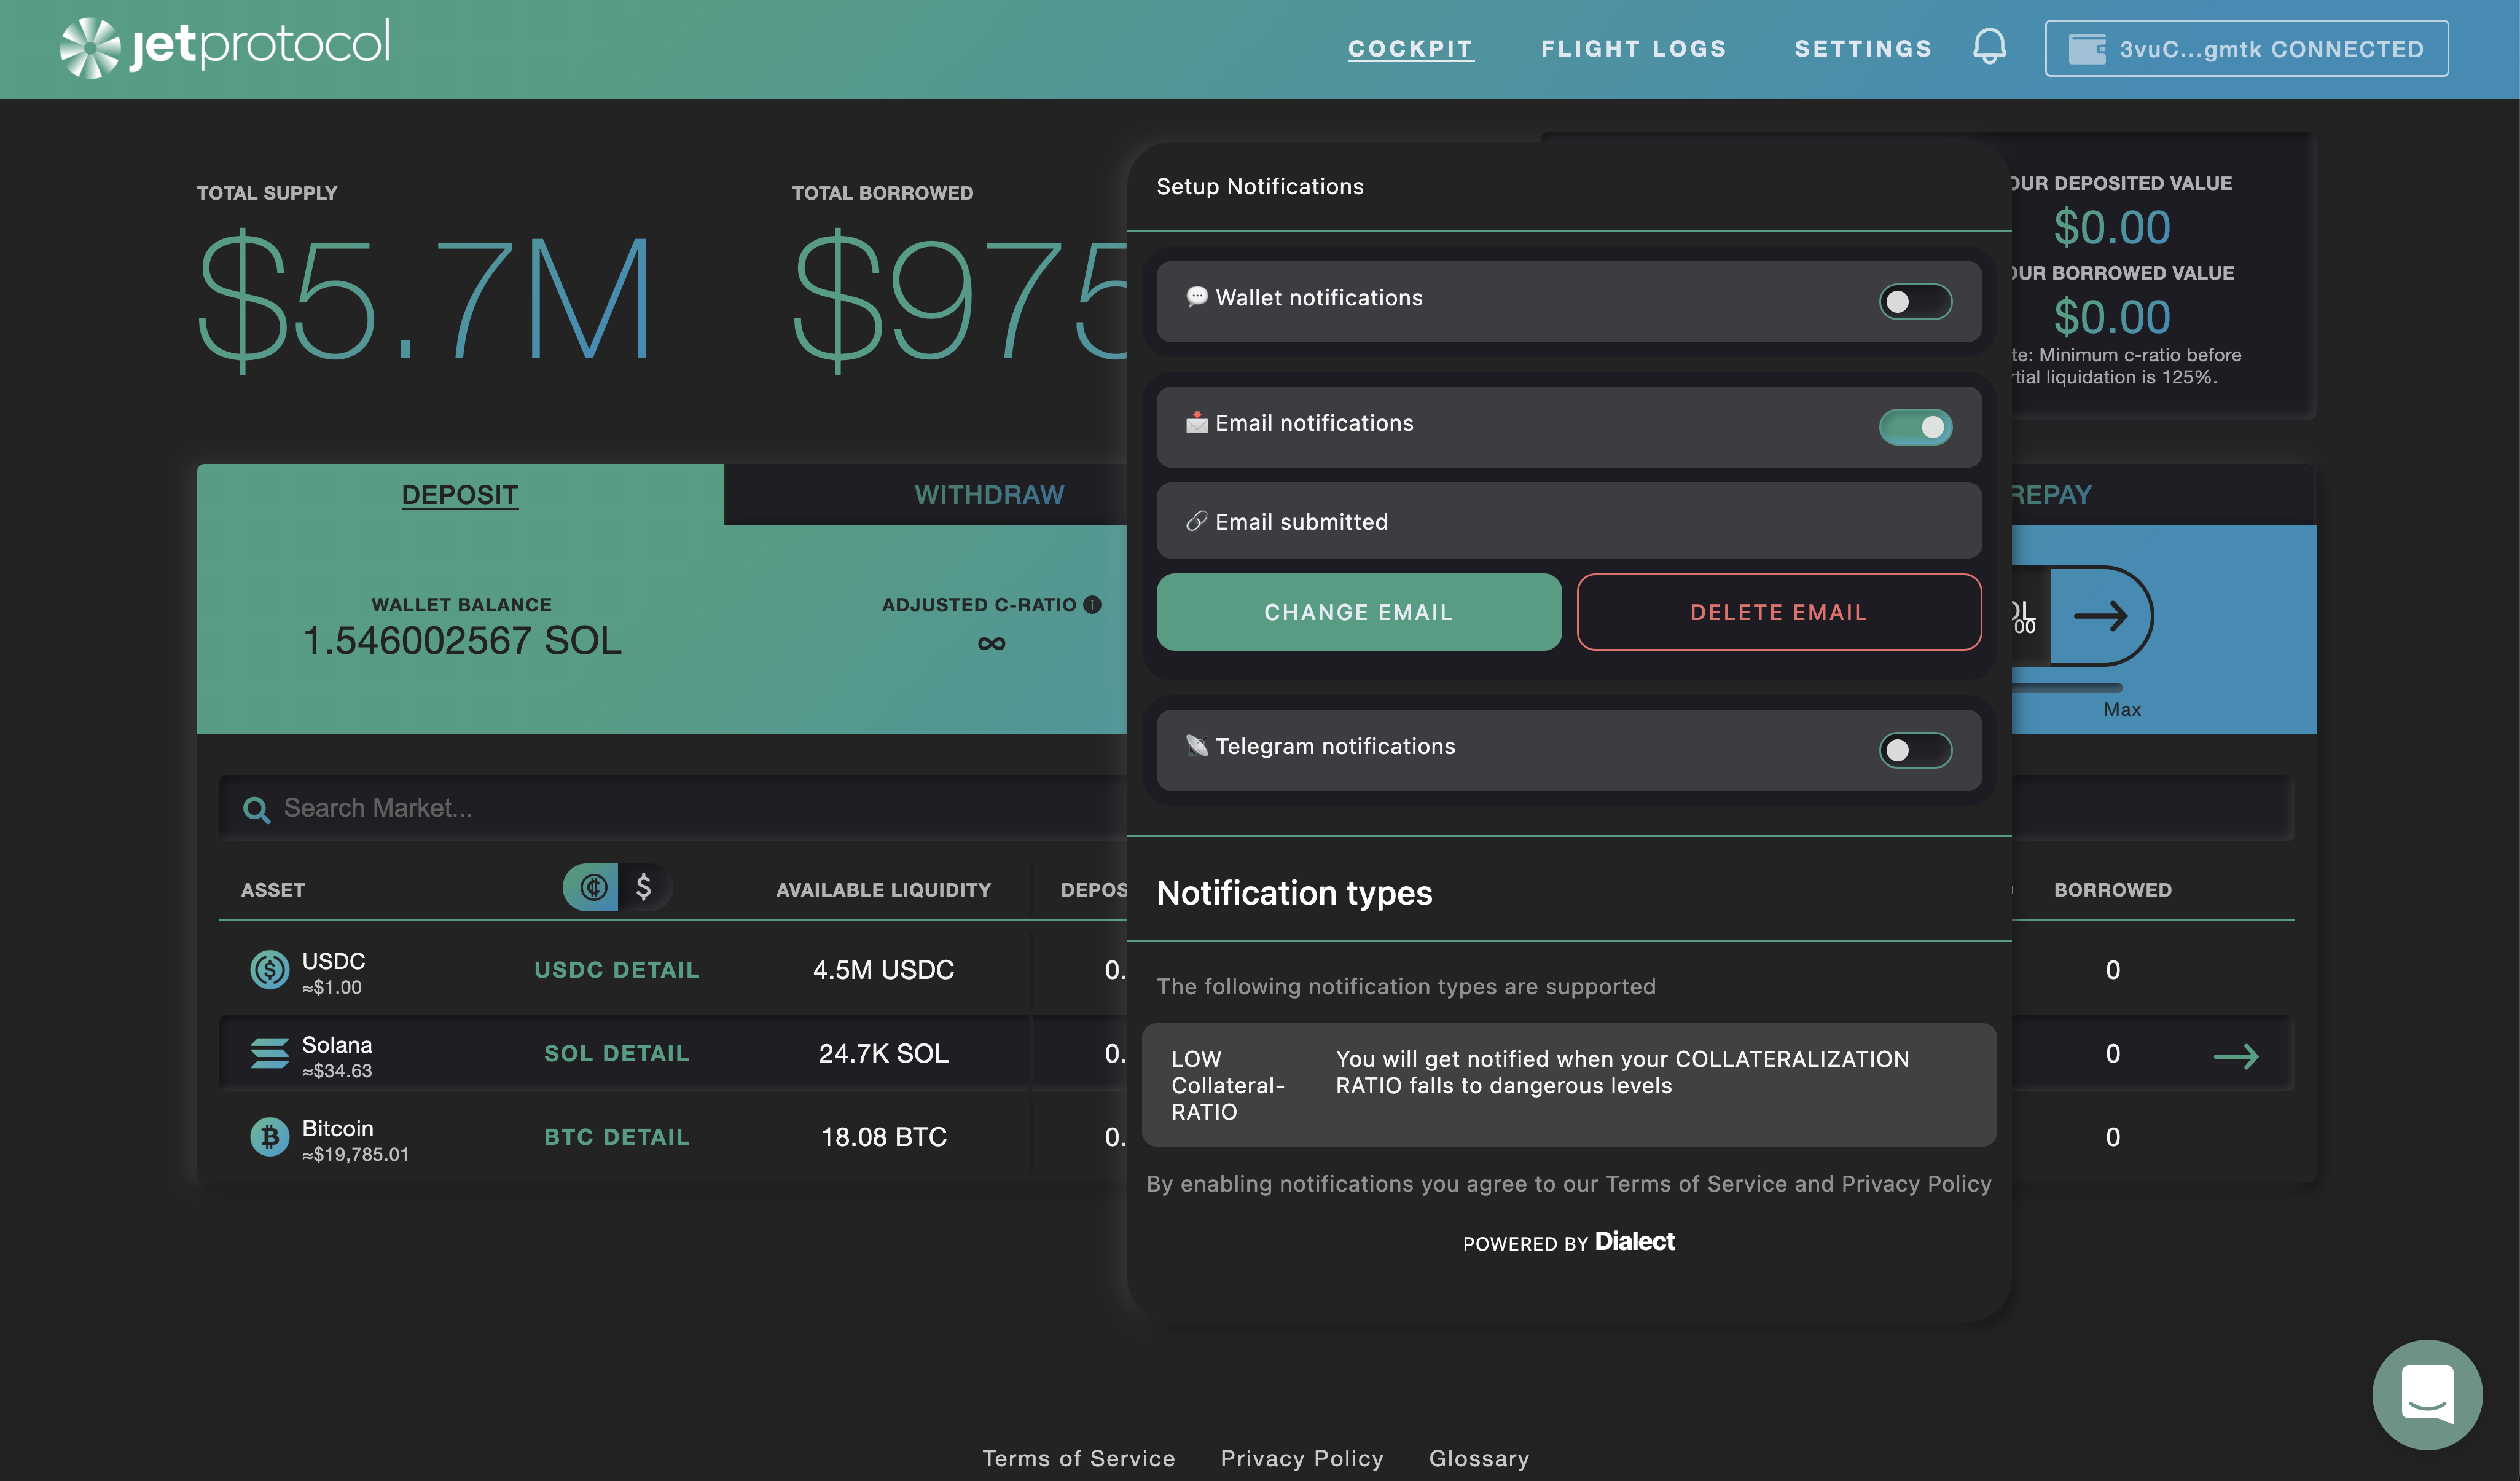 jetprotocol
COCKPIT
FLIGHT LOGS
SETTINGS
3vuC...gmtk CONNECTED
TOTAL SUPPLY
$5.7M
TOTAL BORROWED
$975
OUR DEPOSITED VALUE
$0.00
OUR BORROWED VALUE
$0.00
te: Minimum c-ratio before
rtial liquidation is 125%.
Setup Notifications
💬 Wallet notifications
📩 Email notifications
🔗 Email submitted
CHANGE EMAIL
DELETE EMAIL
📡 Telegram notifications
Notification types
The following notification types are supported
LOW
Collateral-
RATIO
You will get notified when your COLLATERALIZATION
RATIO falls to dangerous levels
By enabling notifications you agree to our Terms of Service and Privacy Policy
POWERED BY Dialect
DEPOSIT
WITHDRAW
REPAY
WALLET BALANCE
1.546002567 SOL
ADJUSTED C-RATIO
∞
OL
00
Max
Search Market...
ASSET
$
AVAILABLE LIQUIDITY
DEPOS
BORROWED
USDC
≈$1.00
USDC DETAIL
4.5M USDC
0.
0
Solana
≈$34.63
SOL DETAIL
24.7K SOL
0.
0
Bitcoin
≈$19,785.01
BTC DETAIL
18.08 BTC
0.
0
Terms of Service
Privacy Policy
Glossary